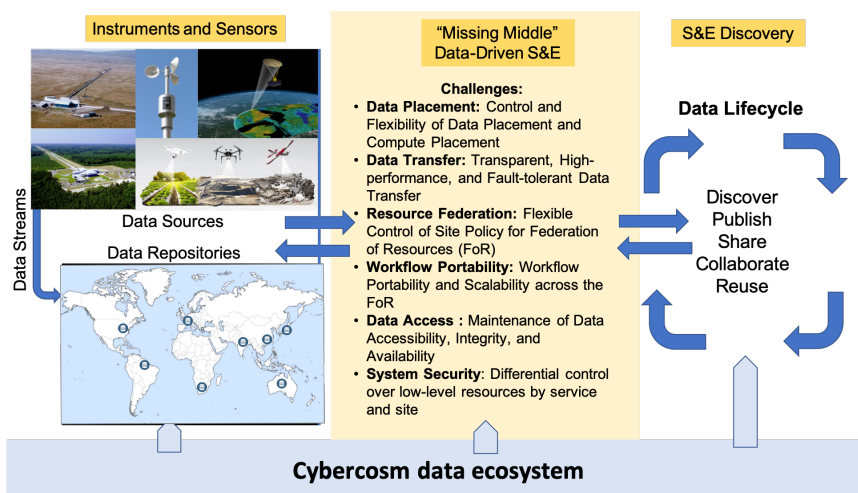 Instruments and Sensors
Data Streams
Data Sources
Data Repositories
“Missing Middle”
Data-Driven S&E
Challenges:
• Data Placement: Control and
Flexibility of Data Placement and
Compute Placement
• Data Transfer: Transparent, High-
performance, and Fault-tolerant Data
Transfer
• Resource Federation: Flexible
Control of Site Policy for Federation
of Resources (FoR)
• Workflow Portability: Workflow
Portability and Scalability across the
FoR
• Data Access : Maintenance of Data
Accessibility, Integrity, and
Availability
• System Security: Differential control
over low-level resources by service
and site
S&E Discovery
Data Lifecycle
Discover
Publish
Share
Collaborate
Reuse
Cybercosm data ecosystem